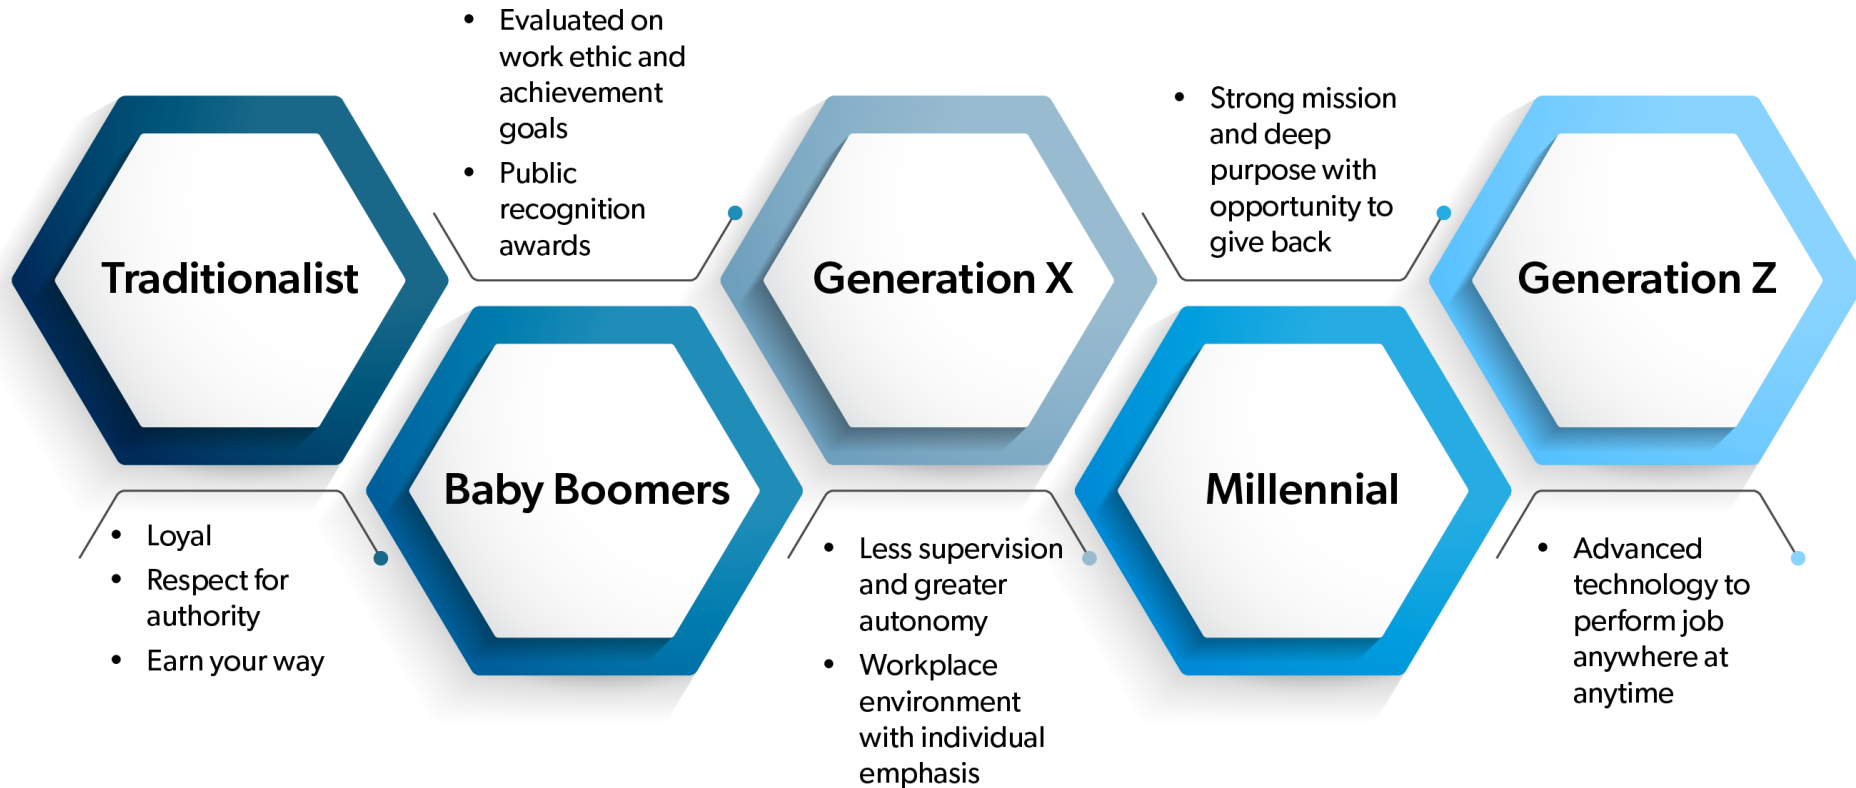 Traditionalist
• Loyal
• Respect for
authority
• Earn your way
• Evaluated on
work ethic and
achievement
goals
• Public
recognition
awards
Baby Boomers
Generation X
• Less supervision
and greater
autonomy
• Workplace
environment
with individual
emphasis
• Strong mission
and deep
purpose with
opportunity to
give back
Millennial
Generation Z
• Advanced
technology to
perform job
anywhere at
anytime